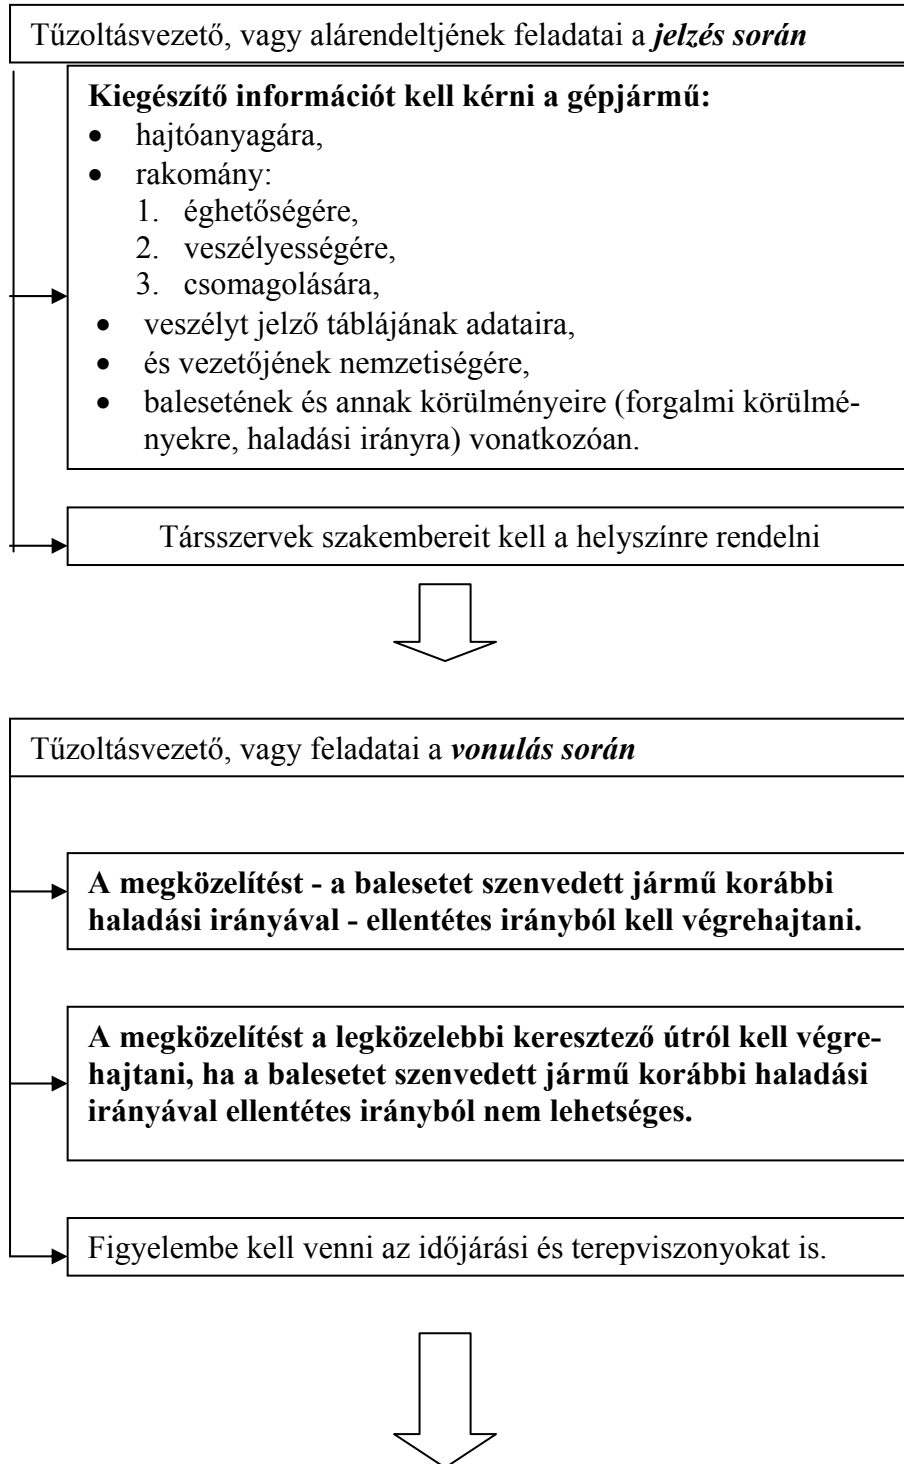 Tűzoltásvezető, vagy alárendeltjének feladatai a jelzés során
Kiegészítő információt kell kérni a gépjármű:
• hajtóanyagára,
• rakomány:
1. éghetőségére,
2. veszélyességére,
3. csomagolására,
• veszélyt jelző táblájának adataira,
• és vezetőjének nemzetiségére,
• balesetének és annak körülményeire (forgalmi körülmé-
nyekre, haladási irányra) vonatkozóan.
Társszervek szakembereit kell a helyszínre rendelni
Tűzoltásvezető, vagy feladatai a vonulás során
A megközelítést - a balesetet szenvedett jármű korábbi
haladási irányával - ellentétes irányból kell végrehajtani.
A megközelítést a legközelebbi keresztező útról kell végre-
hajtani, ha a balesetet szenvedett jármű korábbi haladási
irányával ellentétes irányból nem lehetséges.
Figyelembe kell venni az időjárási és terepviszonyokat is.